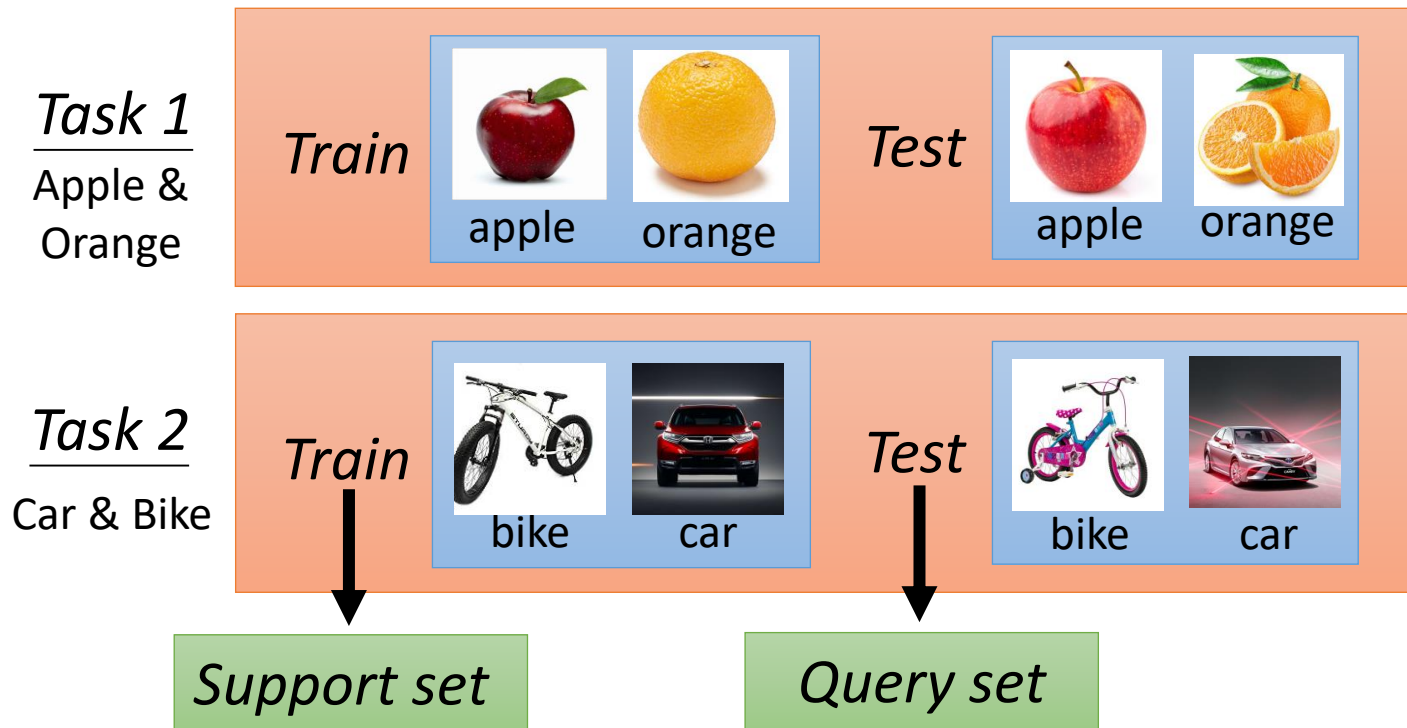 Task 1
Apple &
Orange
Train
apple
orange
Test
apple
orange
Task 2
Car & Bike
Train
bike
car
Test
bike
car
Support set
Query set